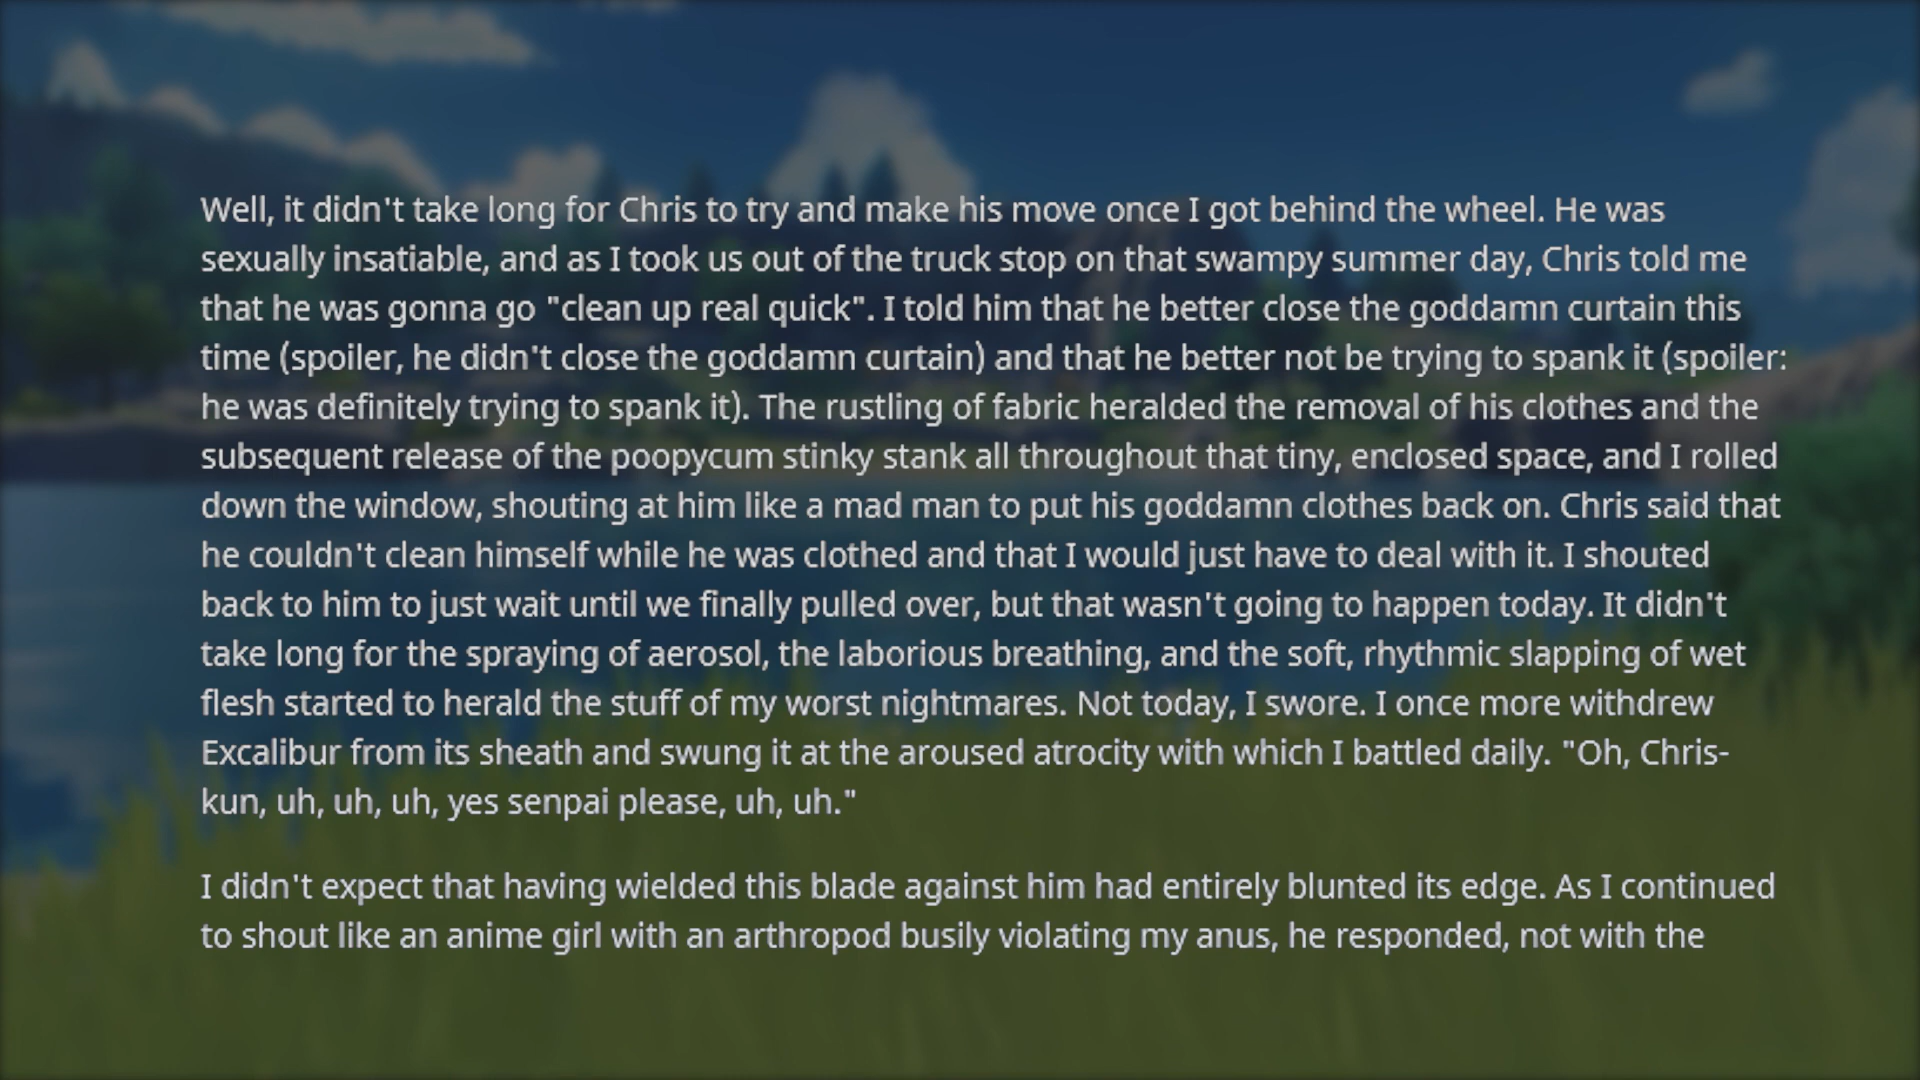 Well, it didn't take long for Chris to try and make his move once I got behind the wheel. He was
sexually insatiable, and as I took us out of the truck stop on that swampy summer day, Chris told me
that he was gonna go "clean up real quick". I told him that he better close the goddamn curtain this
time (spoiler, he didn't close the goddamn curtain) and that he better not be trying to spank it (spoiler:
he was definitely trying to spank it). The rustling of fabric heralded the removal of his clothes and the
subsequent release of the poopycum stinky stank all throughout that tiny, enclosed space, and I rolled
down the window, shouting at him like a mad man to put his goddamn clothes back on. Chris said that
he couldn't clean himself while he was clothed and that I would just have to deal with it. I shouted
back to him to just wait until we finally pulled over, but that wasn't going to happen today. It didn't
take long for the spraying of aerosol, the laborious breathing, and the soft, rhythmic slapping of wet
flesh started to herald the stuff of my worst nightmares. Not today, I swore. I once more withdrew
Excalibur from its sheath and swung it at the aroused atrocity with which I battled daily. "Oh, Chris-
kun, uh, uh, uh, yes senpai please, uh, uh."
I didn't expect that having wielded this blade against him had entirely blunted its edge. As I continued
to shout like an anime girl with an arthropod busily violating my anus, he responded, not with the